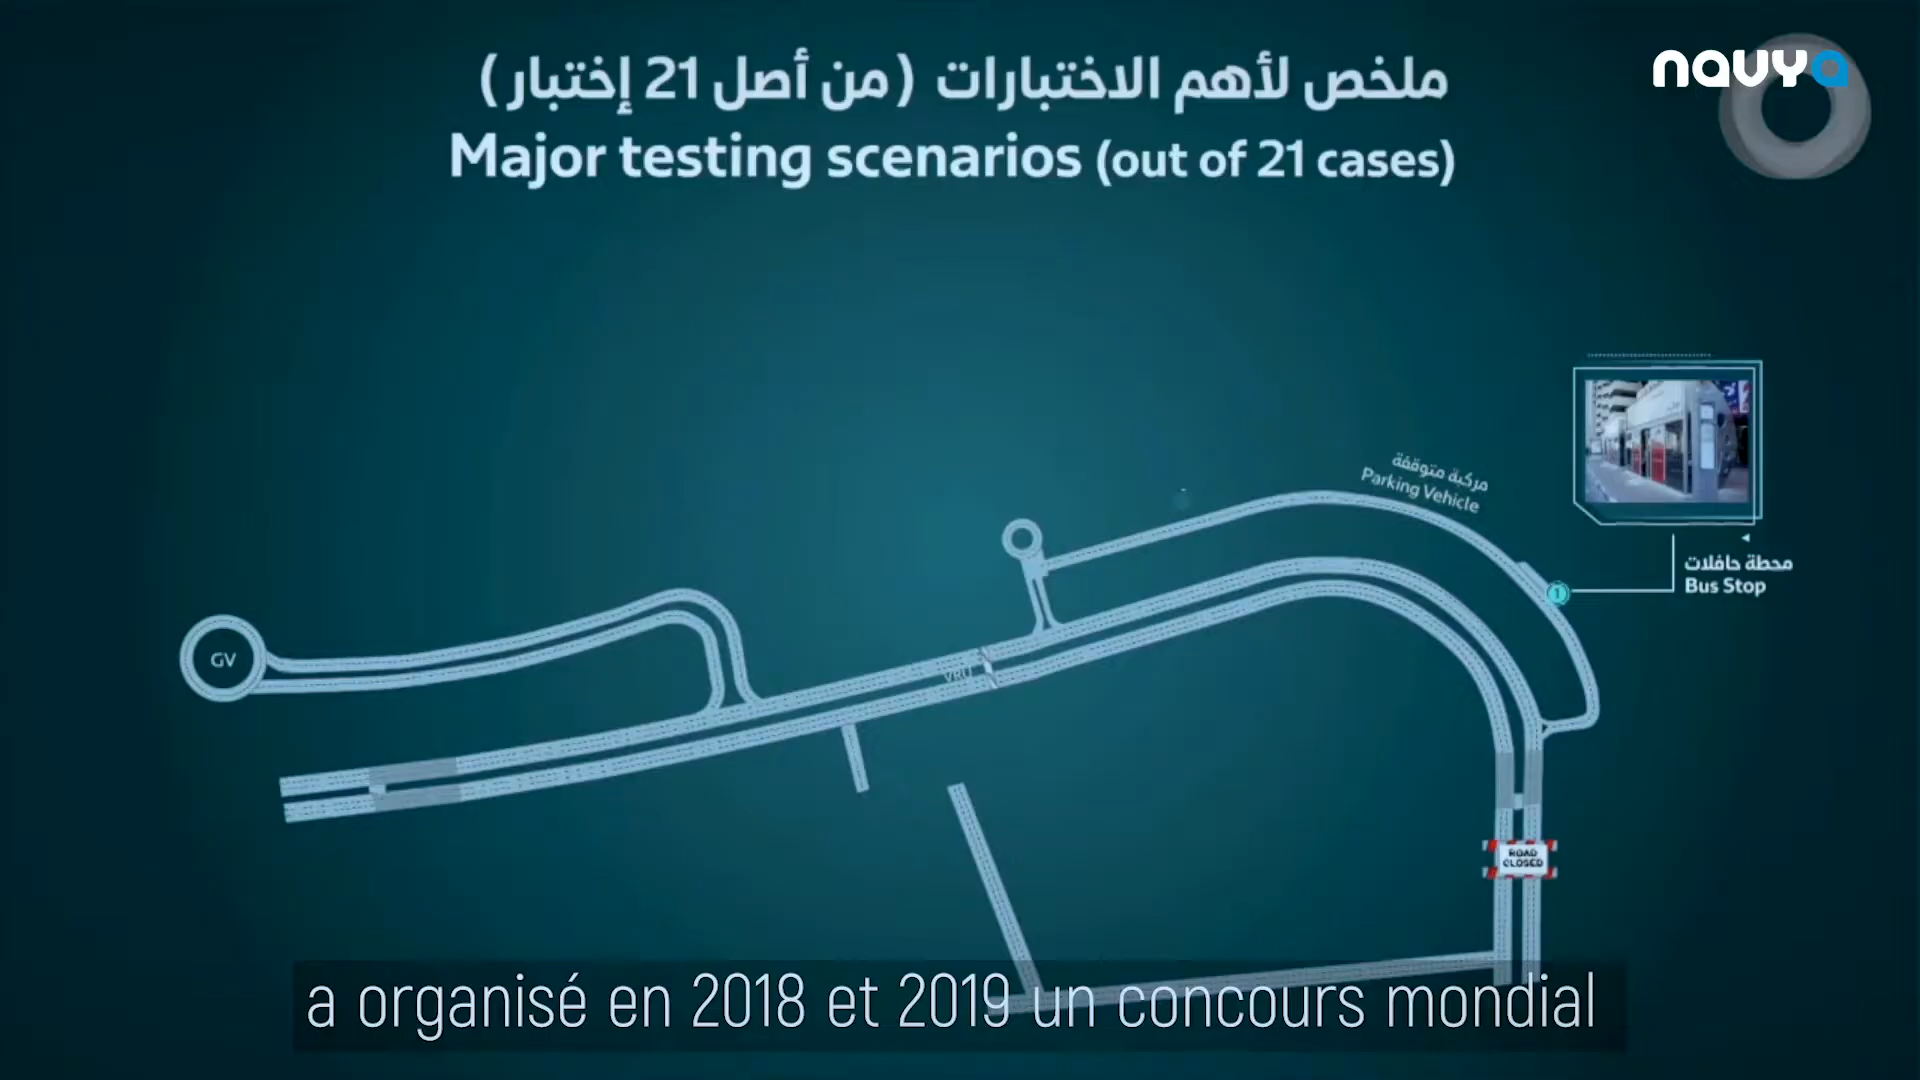 navya
ملخص لأهم الاختبارات (من أصل 21 إختبار)
Major testing scenarios (out of 21 cases)
مركبة متوقفة
Parking Vehicle
محطة حافلات
Bus Stop
1
GV
VRU
ROAD
CLOSED
a organisé en 2018 et 2019 un concours mondial